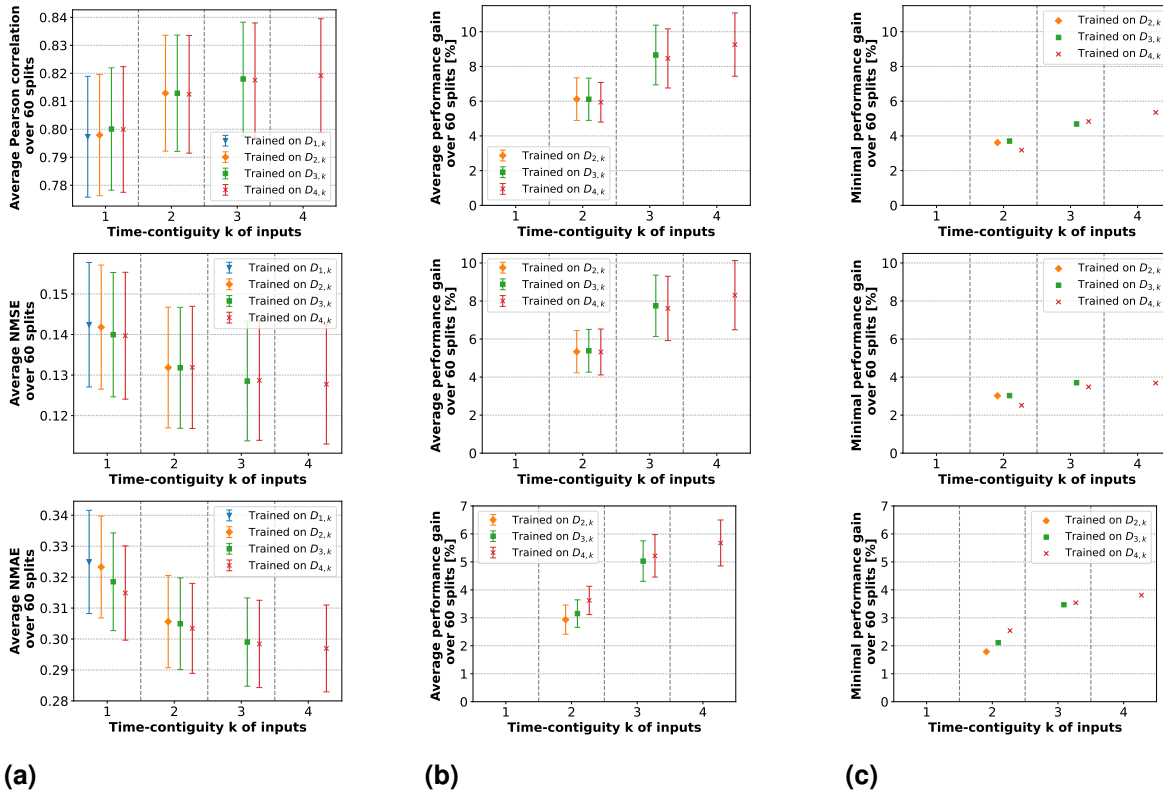 Average Pearson correlation
over 60 splits
0.84
0.83
0.82
0.81
0.80
0.79
0.78
Trained on D1,k
Trained on D2,k
Trained on D3,k
Trained on D4,k
1 2 3 4
Time-contiguity k of inputs
Average performance gain
over 60 splits [%]
10
8
6
4
2
0
Trained on D2,k
Trained on D3,k
Trained on D4,k
1 2 3 4
Time-contiguity k of inputs
Minimal performance gain
over 60 splits [%]
10
8
6
4
2
0
Trained on D2,k
Trained on D3,k
Trained on D4,k
1 2 3 4
Time-contiguity k of inputs
Average NMSE
over 60 splits
0.15
0.14
0.13
0.12
Trained on D1,k
Trained on D2,k
Trained on D3,k
Trained on D4,k
1 2 3 4
Time-contiguity k of inputs
Average performance gain
over 60 splits [%]
10
8
6
4
2
0
Trained on D2,k
Trained on D3,k
Trained on D4,k
1 2 3 4
Time-contiguity k of inputs
Minimal performance gain
over 60 splits [%]
10
8
6
4
2
0
Trained on D2,k
Trained on D3,k
Trained on D4,k
1 2 3 4
Time-contiguity k of inputs
Average NMAE
over 60 splits
0.34
0.33
0.32
0.31
0.30
0.29
0.28
Trained on D1,k
Trained on D2,k
Trained on D3,k
Trained on D4,k
1 2 3 4
Time-contiguity k of inputs
Average performance gain
over 60 splits [%]
7
6
5
4
3
2
1
0
Trained on D2,k
Trained on D3,k
Trained on D4,k
1 2 3 4
Time-contiguity k of inputs
Minimal performance gain
over 60 splits [%]
7
6
5
4
3
2
1
0
Trained on D2,k
Trained on D3,k
Trained on D4,k
1 2 3 4
Time-contiguity k of inputs
(a) (b) (c)